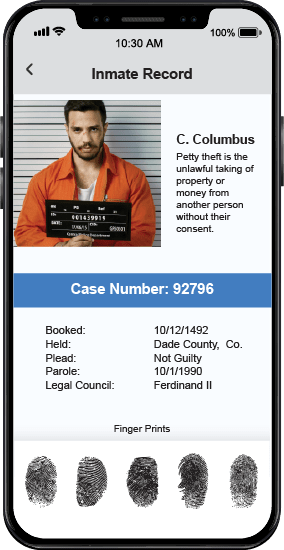 100%
10:30 AM
Inmate Record
C. Columbus
Petty theft is the
unlawful taking of
property or
money from
another person
without their
consent.
Case Number: 92796
Booked: 10/12/1492
Held: Dade County, Co.
Plead: Not Guilty
Parole: 10/1/1990
Legal Council: Ferdinand II
Finger Prints